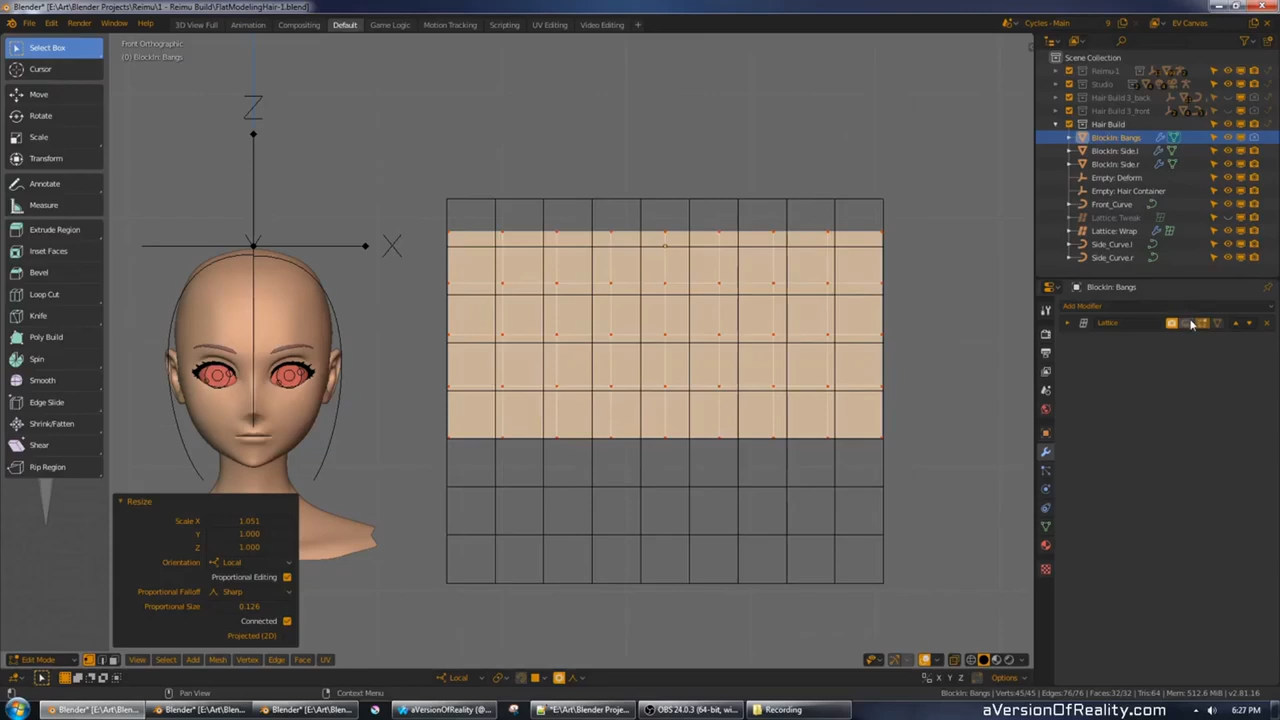 Blender* [E:\Art\Blender Projects\Reimu\1 - Reimu Build\FlatModelingHair-1.blend]
File Edit Render Window Help
3D View Full Animation Compositing Default Game Logic Motion Tracking Scripting UV Editing Video Editing +
Cycles - Main 9 EV Canvas
Select Box
Cursor
Move
Rotate
Scale
Transform
Annotate
Measure
Extrude Region
Inset Faces
Bevel
Loop Cut
Knife
Poly Build
Spin
Smooth
Edge Slide
Shrink/Fatten
Shear
Rip Region
Front Orthographic
(0) BlockIn: Bangs
Z
X
Resize
Scale X 1.051
Y 1.000
Z 1.000
Orientation Local
Proportional Editing
Proportional Falloff Sharp
Proportional Size 0.126
Connected
Projected (2D)
Scene Collection
Reimu-1
Studio
Hair Build 3_back
Hair Build 3_front
Hair Build
BlockIn: Bangs
BlockIn: Side.l
BlockIn: Side.r
Empty: Deform
Empty: Hair Container
Front_Curve
Lattice: Tweak
Lattice: Wrap
Side_Curve.l
Side_Curve.r
BlockIn: Bangs
Add Modifier
Lattice
Edit Mode View Select Add Mesh Vertex Edge Face UV
Local X Y Z Options
Pan View Context Menu
BlockIn: Bangs | Verts:45/45 | Edges:76/76 | Faces:32/32 | Tris:64 | Mem: 512.6 MiB | v2.81.16
Blender* [E:\Art\Blen... Blender* [E:\Art\Blen... Blender* [E:\Art\Blen... aVersionOfReality (@... *E:\Art\Blender Proje... OBS 24.0.3 (64-bit, wi... Recording 6:27 PM
aVersionOfReality.com